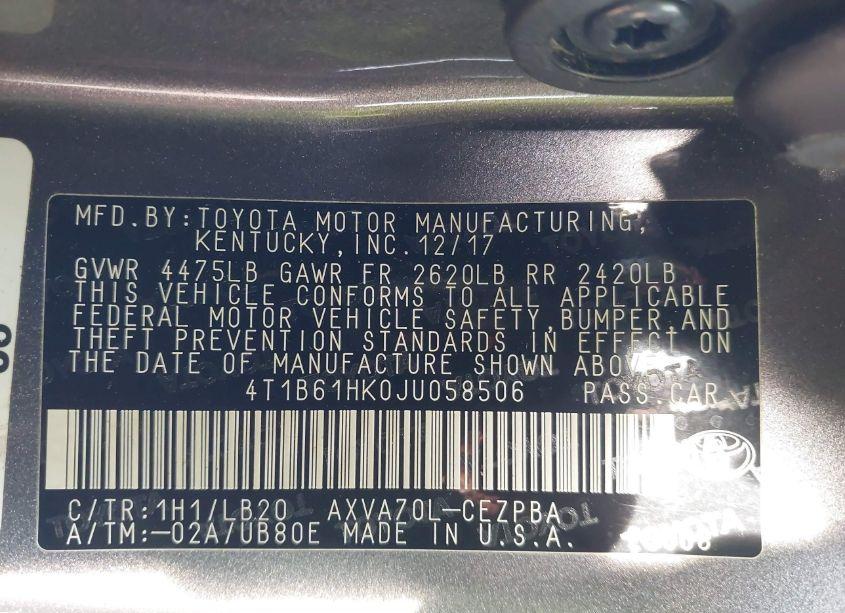 MFD.BY:TOYOTA MOTOR MANUFACTURING,
KENTUCKY,INC.12/17
GVWR 4475LB GAWR FR 2620LB RR 2420LB
THIS VEHICLE CONFORMS TO ALL APPLICABLE
FEDERAL MOTOR VEHICLE SAFETY,BUMPER,AND
THEFT PREVENTION STANDARDS IN EFFECT ON
THE DATE OF MANUFACTURE SHOWN ABOVE.
4T1B61HK0JU058506 PASS.CAR
C/TR:1H1/LB20 AXVA70L-CEZPBA
A/TM:-02A/UB80E MADE IN U.S.A.